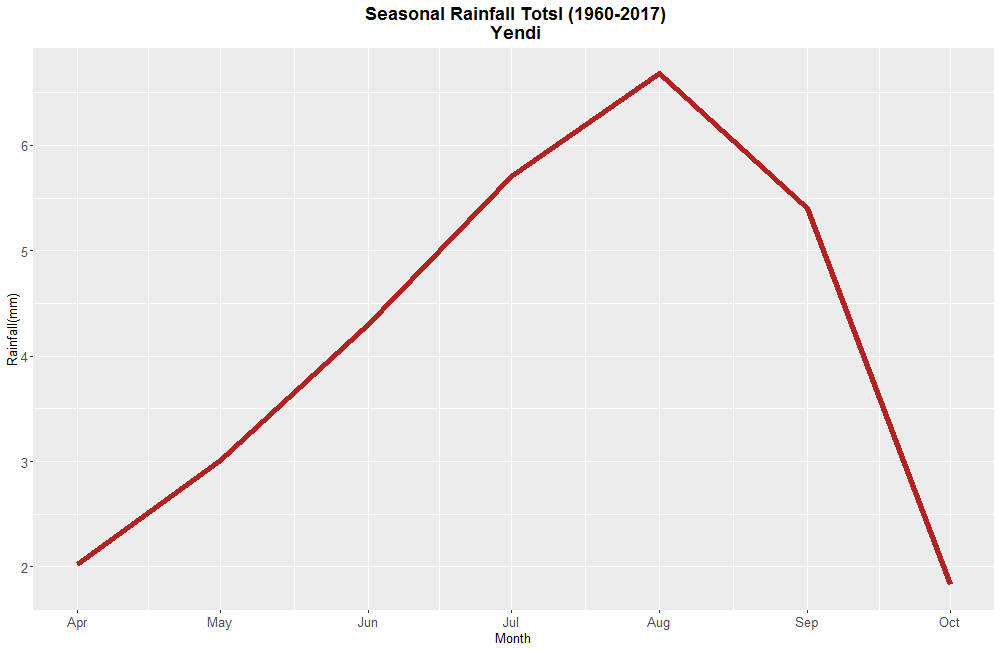 Seasonal Rainfall Totsl (1960-2017)
Yendi
6
5
4
3
2
Rainfall(mm)
Apr May Jun Jul Aug Sep Oct
Month